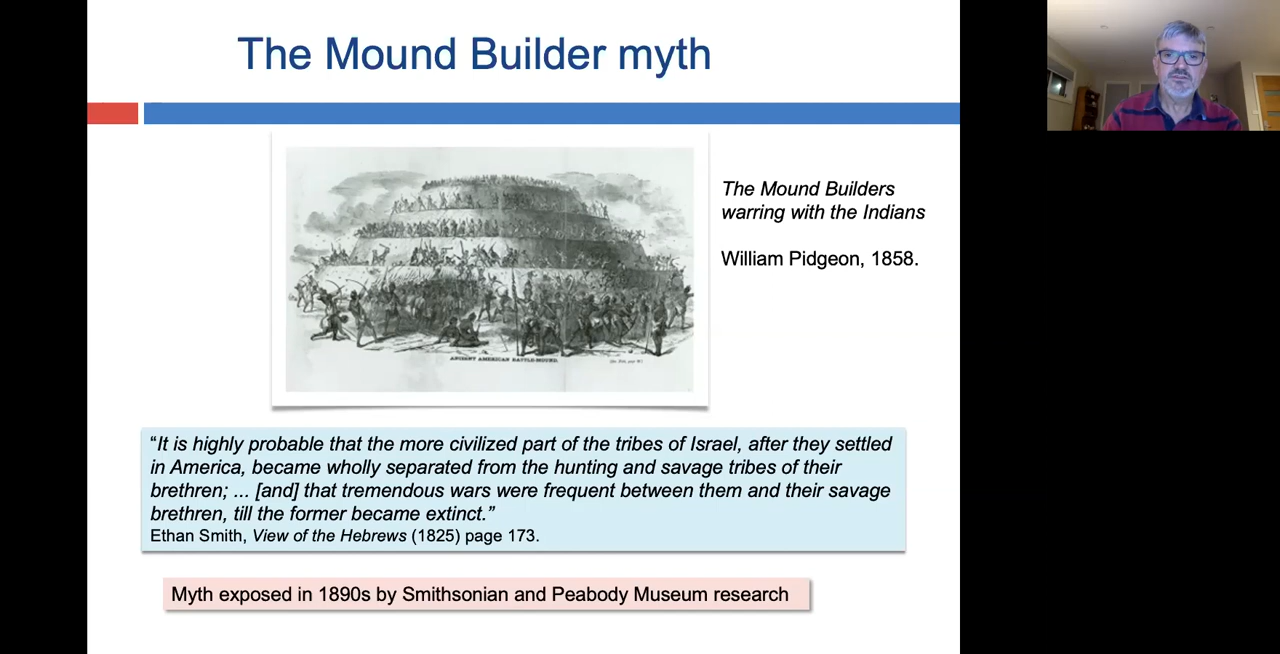 The Mound Builder myth
The Mound Builders
warring with the Indians
William Pidgeon, 1858.
ANCIENT AMERICAN BATTLE-MOUND.
“It is highly probable that the more civilized part of the tribes of Israel, after they settled
in America, became wholly separated from the hunting and savage tribes of their
brethren; ... [and] that tremendous wars were frequent between them and their savage
brethren, till the former became extinct.”
Ethan Smith, View of the Hebrews (1825) page 173.
Myth exposed in 1890s by Smithsonian and Peabody Museum research